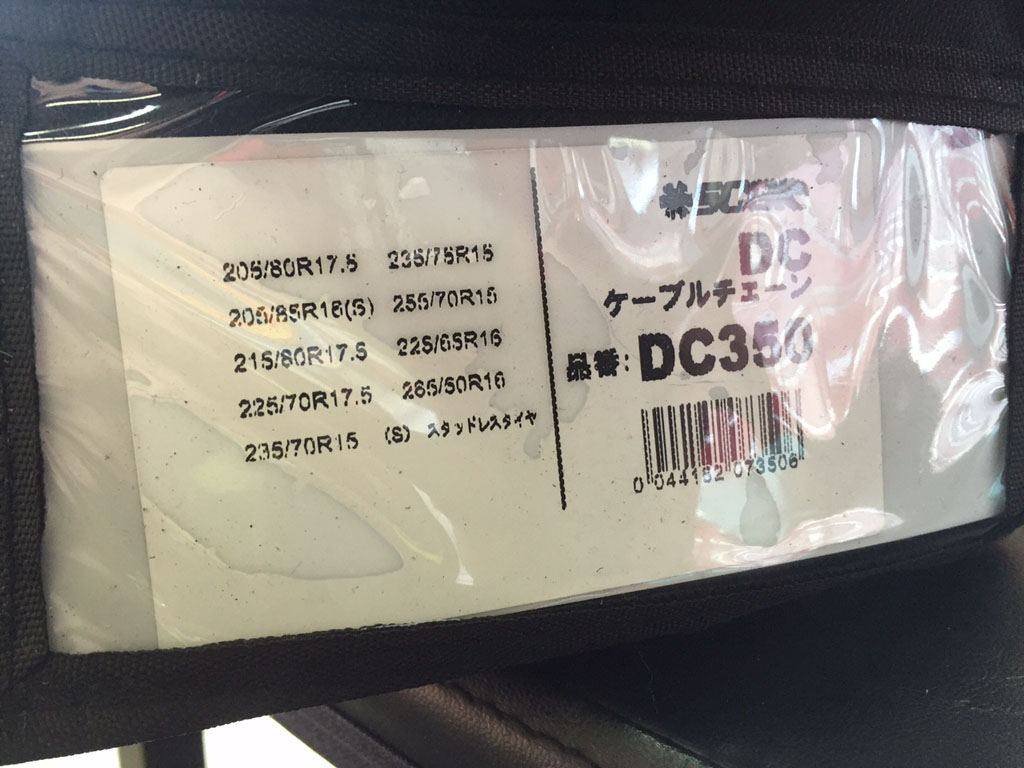 205/80R17.5 235/75R15
205/85R16(S) 255/70R15
215/80R17.5 225/65R16
225/70R17.5 265/60R16
235/70R15 (S) スタッドレスタイヤ
DC
ケーブルチェーン
品番: DC350
0 044182 073506